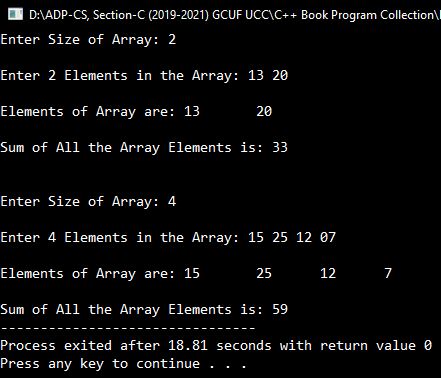 D:\ADP-CS, Section-C (2019-2021) GCUF UCC\C++ Book Program Collection\
Enter Size of Array: 2
Enter 2 Elements in the Array: 13 20
Elements of Array are: 13 20
Sum of All the Array Elements is: 33
Enter Size of Array: 4
Enter 4 Elements in the Array: 15 25 12 07
Elements of Array are: 15 25 12 7
Sum of All the Array Elements is: 59
--------------------------------
Process exited after 18.81 seconds with return value 0
Press any key to continue . . .